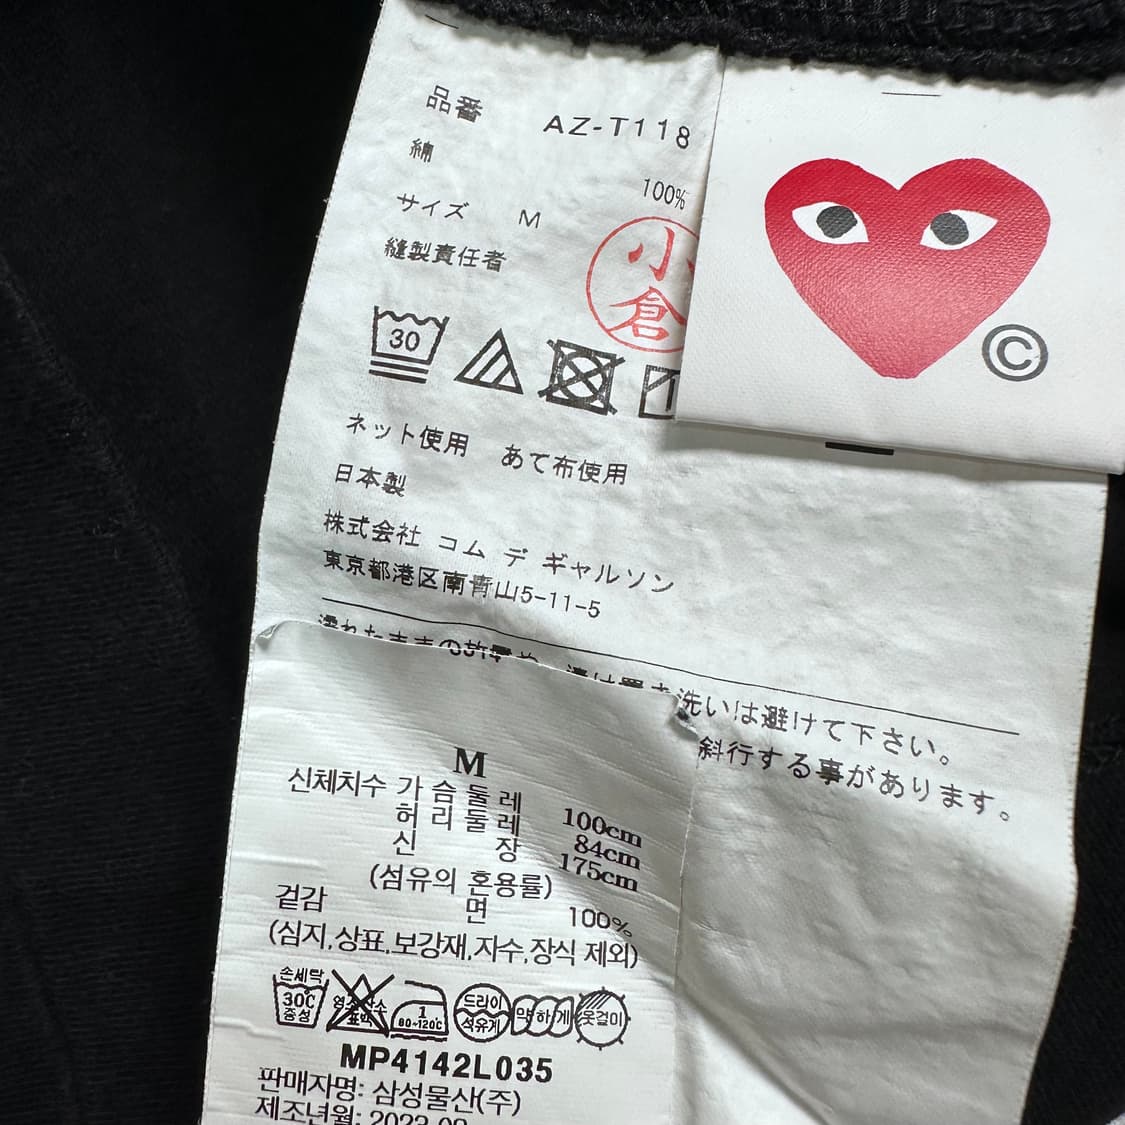 品番 AZ-T118
綿 100%
サイズ M
縫製責任者
小
倉
30
ネット使用 あて布使用
日本製
株式会社 コム デ ギャルソン
東京都港区南青山5-11-5
洗いは避けて下さい。
斜行する事があります。
©
M
신체치수 가슴둘레 100cm
허리둘레 84cm
신장 175cm
(섬유의 혼용률)
겉감 면 100%
(심지,상표,보강재,자수,장식 제외)
손세탁 30℃ 중성
1 80~120℃
드라이 석유계
약하게
옷걸이
MP4142L035
판매자명: 삼성물산(주)
제조년월: